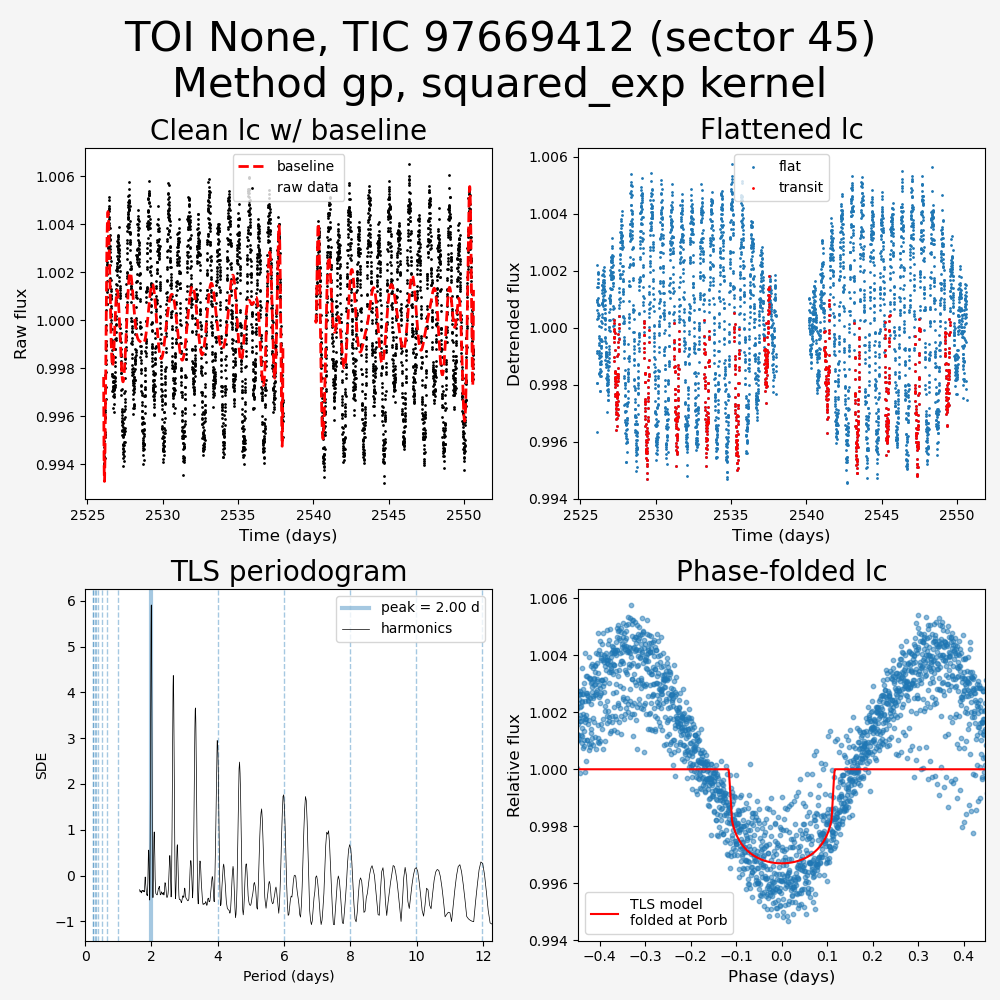 TOI None, TIC 97669412 (sector 45)
Method gp, squared_exp kernel
Clean lc w/ baseline
baseline
raw data
1.006
1.004
1.002
1.000
0.998
0.996
0.994
Raw flux
2525
2530
2535
2540
2545
2550
Time (days)
Flattened lc
flat
transit
1.006
1.004
1.002
1.000
0.998
0.996
0.994
Detrended flux
2525
2530
2535
2540
2545
2550
Time (days)
TLS periodogram
peak = 2.00 d
harmonics
6
5
4
3
2
1
0
−1
SDE
0
2
4
6
8
10
12
Period (days)
Phase-folded lc
1.006
1.004
1.002
1.000
0.998
0.996
0.994
Relative flux
TLS model
folded at Porb
−0.4
−0.3
−0.2
−0.1
0.0
0.1
0.2
0.3
0.4
Phase (days)